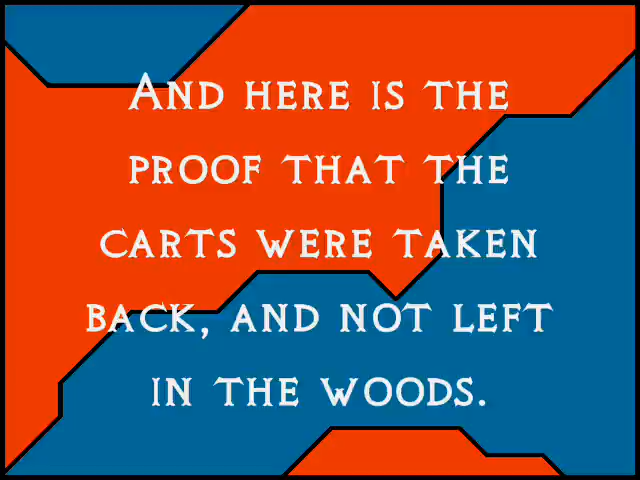 And here is the
proof that the
carts were taken
back, and not left
in the woods.